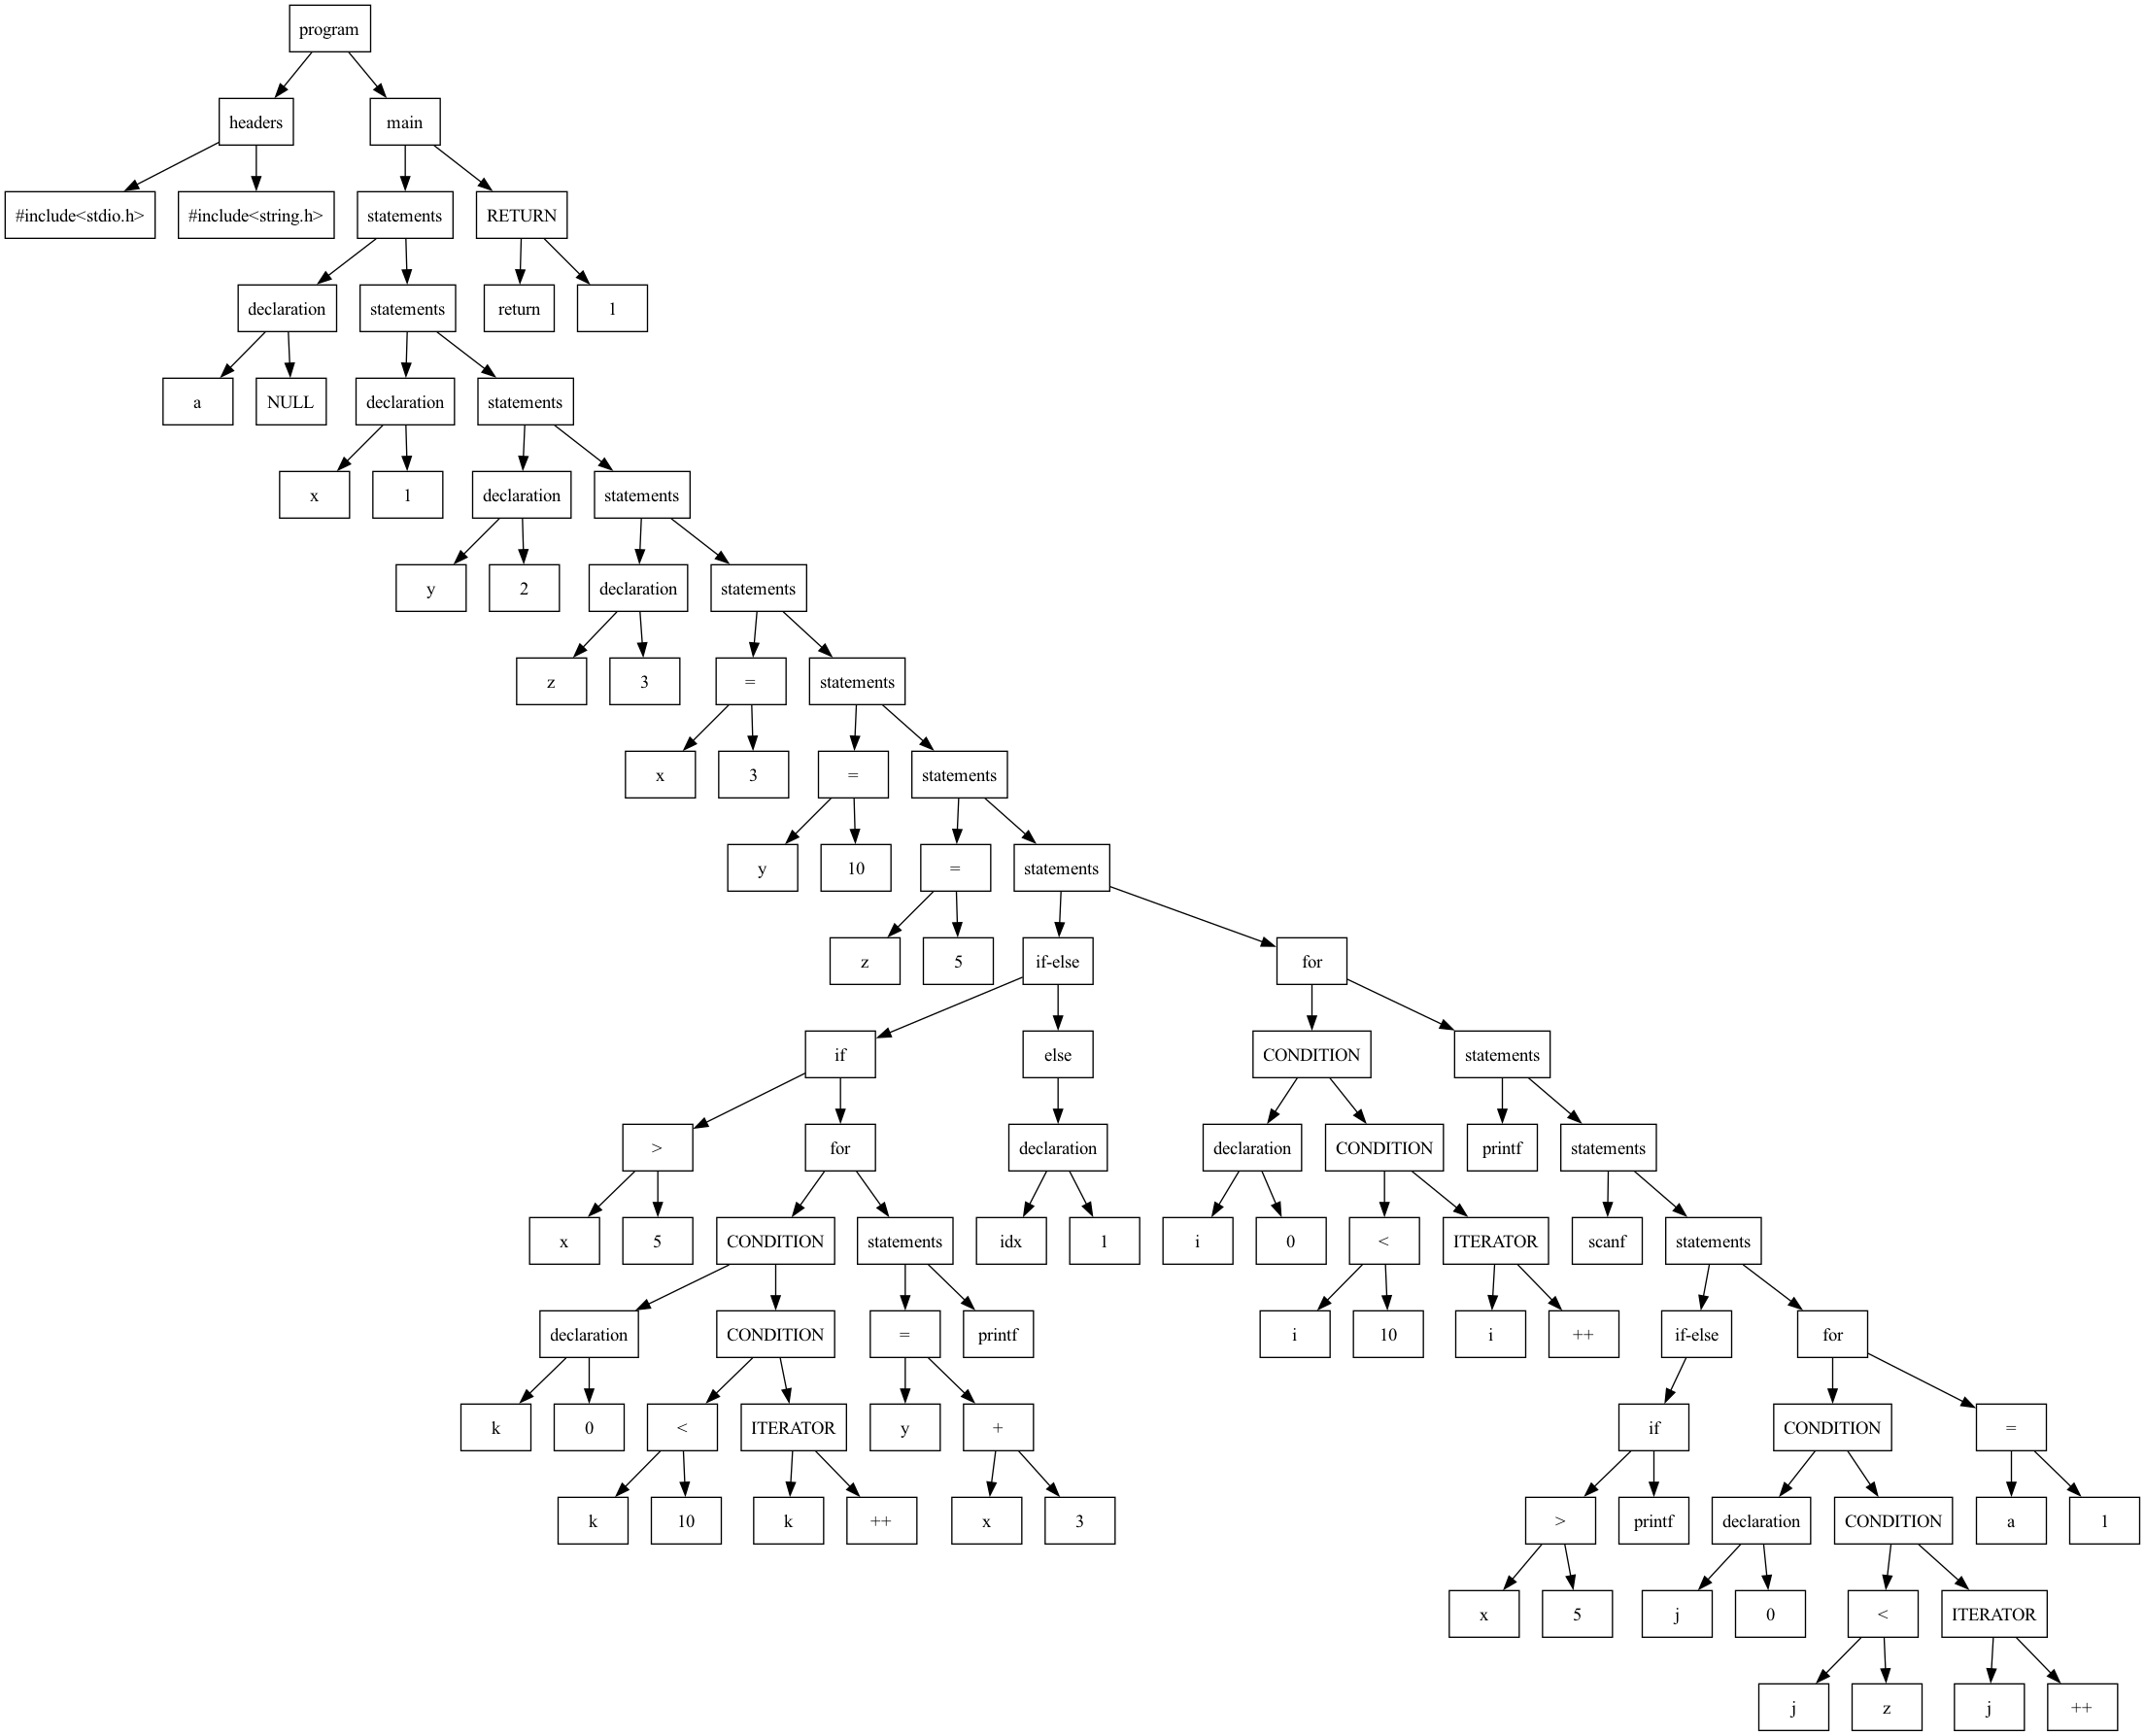 program
headers
main
#include<stdio.h>
#include<string.h>
statements
RETURN
declaration
statements
return
1
a
NULL
declaration
statements
x
1
declaration
statements
y
2
declaration
statements
z
3
=
statements
x
3
=
statements
y
10
=
statements
z
5
if-else
for
if
else
CONDITION
statements
>
for
declaration
declaration
CONDITION
printf
statements
x
5
CONDITION
statements
idx
1
i
0
<
ITERATOR
scanf
statements
declaration
CONDITION
=
printf
i
10
i
++
if-else
for
k
0
<
ITERATOR
y
+
if
CONDITION
=
k
10
k
++
x
3
>
printf
declaration
CONDITION
a
1
x
5
j
0
<
ITERATOR
j
z
j
++